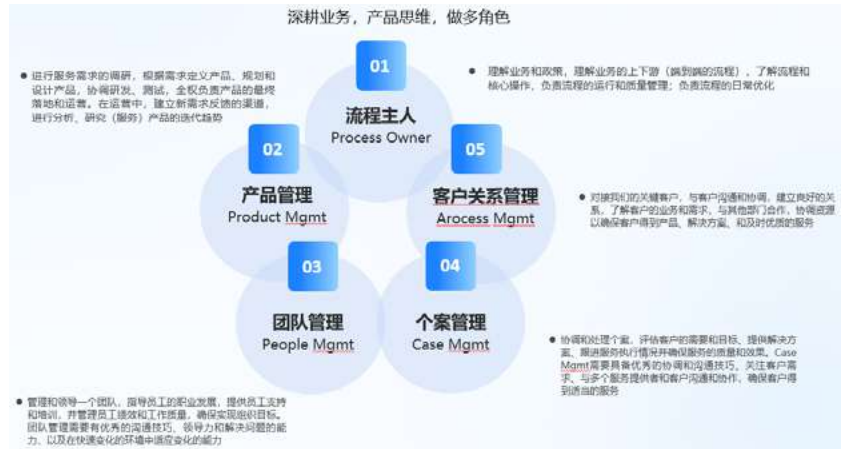 深耕业务，产品思维，做多角色
01
流程主人
Process Owner
进行服务需求的调研，根据需求定义产品、规划和
设计产品，协调研发、测试，全权负责产品的最终
落地和运营。在运营中，建立新需求反馈的渠道，
进行分析、研究（服务）产品的迭代趋势
理解业务和政策，理解业务的上下游（端到端的流程），了解流程和
核心操作，负责流程的运行和质量管理；负责流程的日常优化
02
产品管理
Product Mgmt
05
客户关系管理
Arocess Mgmt
对接我们的关键客户，与客户沟通和协调，建立良好的关
系，了解客户的业务和需求，与其他部门合作，协调资源
以确保客户得到产品、解决方案、和及时优质的服务
03
团队管理
People Mgmt
04
个案管理
Case Mgmt
协调和处理个案，评估客户的需要和目标、提供解决方
案、跟进服务执行情况并确保服务的质量和效果。Case
Mgmt需要具备优秀的协调和沟通技巧，关注客户需
求、与多个服务提供者和客户沟通和协作，确保客户得
到适当的服务
管理和领导一个团队，指导员工的职业发展，提供员工支持
和培训，并管理员工绩效和工作质量，确保实现组织目标。
团队管理需要有优秀的沟通技巧、领导力和解决问题的能
力，以及在快速变化的环境中适应变化的能力